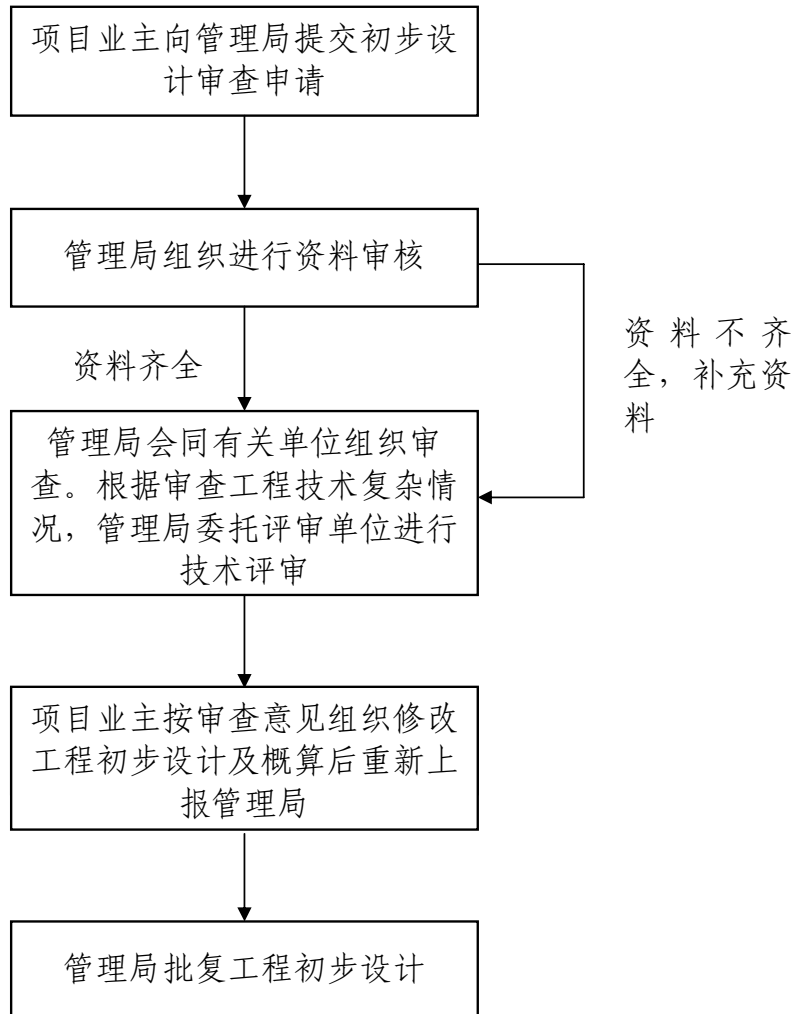 项目业主向管理局提交初步设
计审查申请
管理局组织进行资料审核
资料齐全
资料不齐
全，补充资
料
管理局会同有关单位组织审
查。根据审查工程技术复杂情
况，管理局委托评审单位进行
技术评审
项目业主按审查意见组织修改
工程初步设计及概算后重新上
报管理局
管理局批复工程初步设计